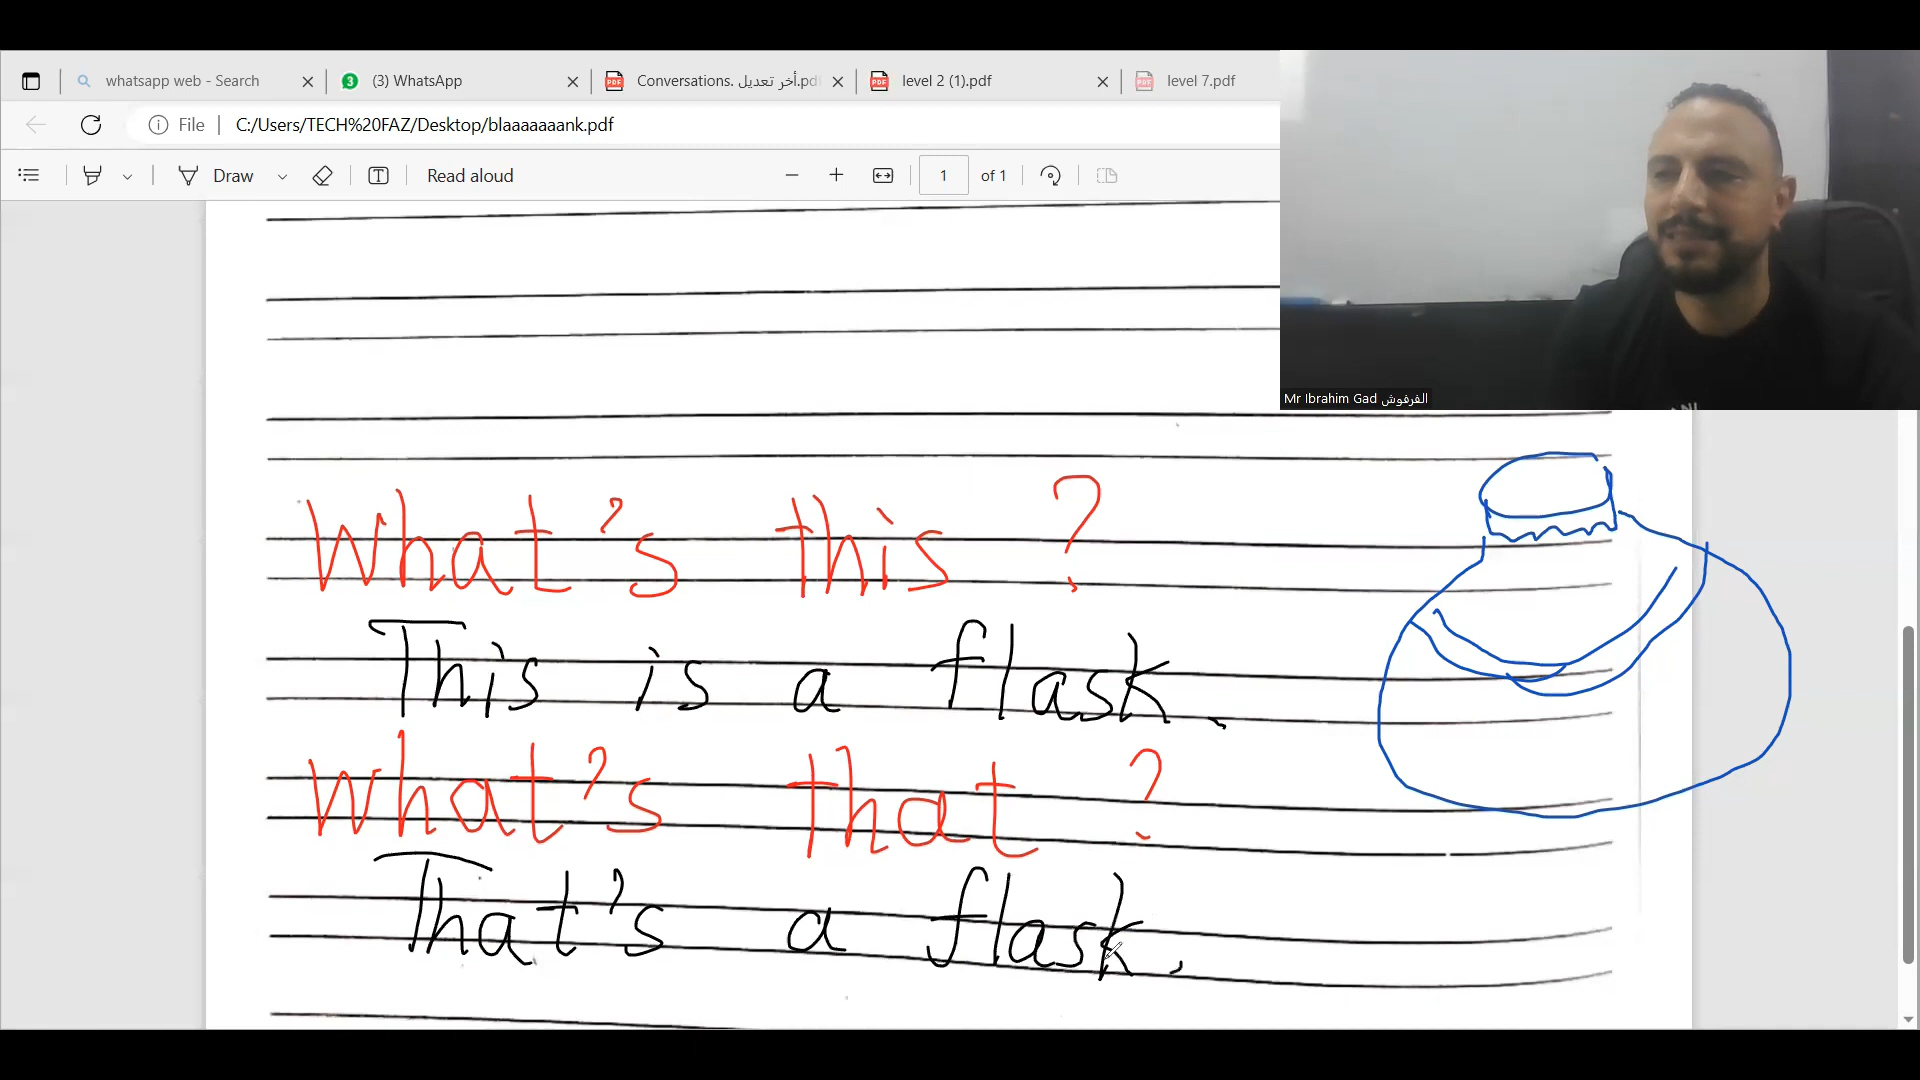 whatsapp web - Search
(3) WhatsApp
Conversations. أخر تعديل.pdf
level 2 (1).pdf
level 7.pdf
File
C:/Users/TECH%20FAZ/Desktop/blaaaaaaank.pdf
Draw
Read aloud
1 of 1
Mr Ibrahim Gad الفرفوش
What's this ?
This is a flask.
What's that ?
That's a flask.